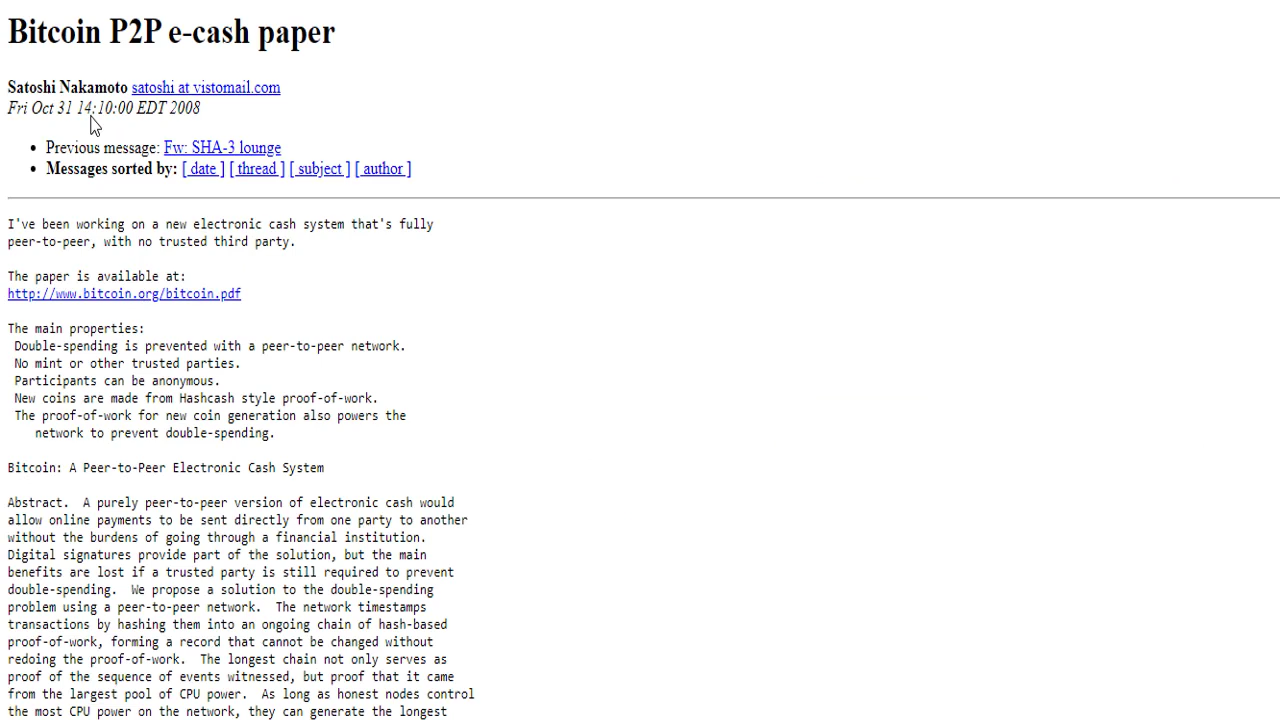 Bitcoin P2P e-cash paper
Satoshi Nakamoto satoshi at vistomail.com
Fri Oct 31 14:10:00 EDT 2008
Previous message: Fw: SHA-3 lounge
Messages sorted by: [ date ] [ thread ] [ subject ] [ author ]
I've been working on a new electronic cash system that's fully
peer-to-peer, with no trusted third party.
The paper is available at:
http://www.bitcoin.org/bitcoin.pdf
The main properties:
Double-spending is prevented with a peer-to-peer network.
No mint or other trusted parties.
Participants can be anonymous.
New coins are made from Hashcash style proof-of-work.
The proof-of-work for new coin generation also powers the
network to prevent double-spending.
Bitcoin: A Peer-to-Peer Electronic Cash System
Abstract.  A purely peer-to-peer version of electronic cash would
allow online payments to be sent directly from one party to another
without the burdens of going through a financial institution.
Digital signatures provide part of the solution, but the main
benefits are lost if a trusted party is still required to prevent
double-spending.  We propose a solution to the double-spending
problem using a peer-to-peer network.  The network timestamps
transactions by hashing them into an ongoing chain of hash-based
proof-of-work, forming a record that cannot be changed without
redoing the proof-of-work.  The longest chain not only serves as
proof of the sequence of events witnessed, but proof that it came
from the largest pool of CPU power.  As long as honest nodes control
the most CPU power on the network, they can generate the longest